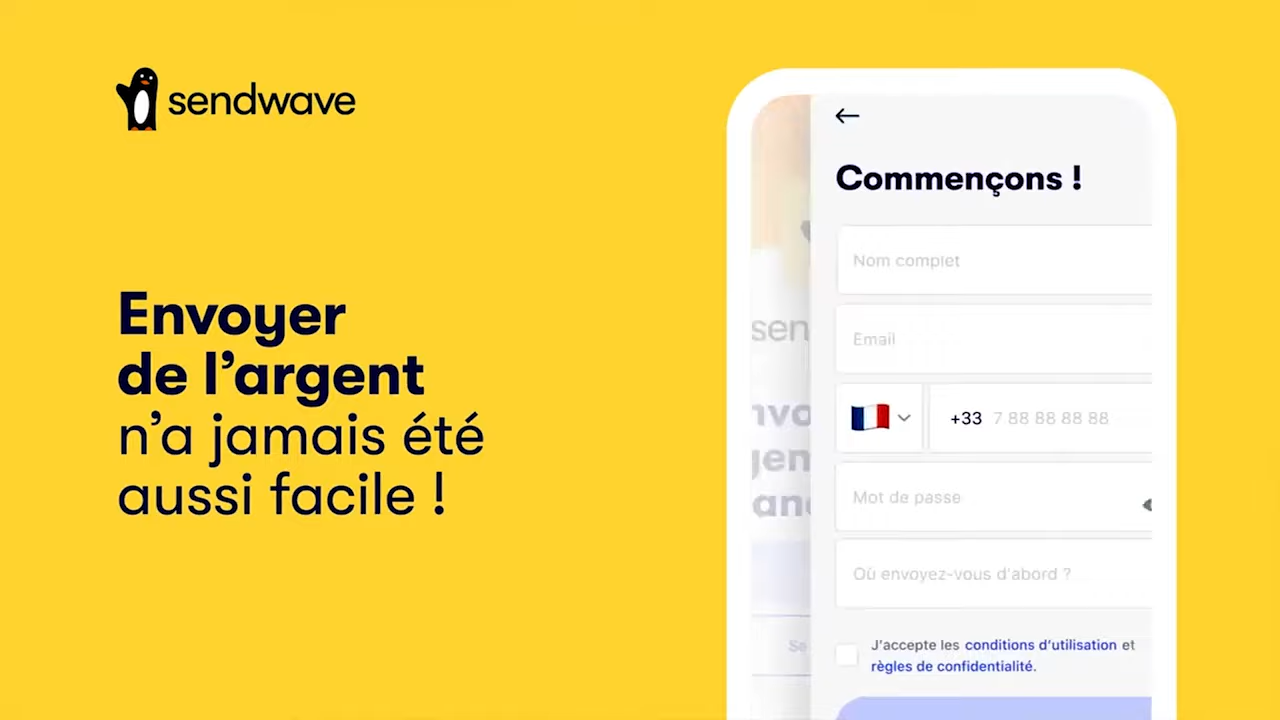 sendwave
Envoyer
de l’argent
n’a jamais été
aussi facile !
Commençons !
Nom complet
Email
+33 7 88 88 88 88
Mot de passe
Où envoyez-vous d'abord ?
J’accepte les conditions d’utilisation et
règles de confidentialité.